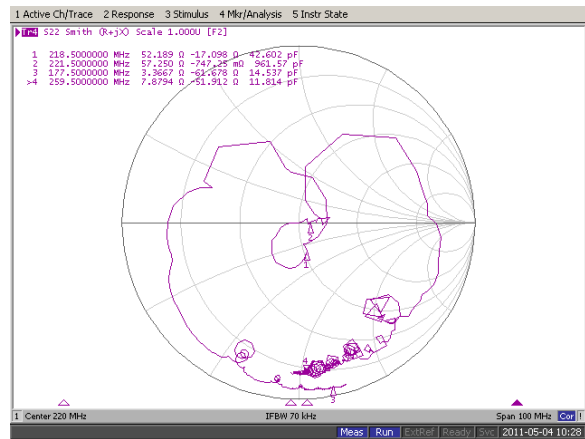 1 Active Ch/Trace 2 Response 3 Stimulus 4 Mkr/Analysis 5 Instr State
Tr4 S22 Smith (R+jX) Scale 1.000U [F2]
1 218.5000000 MHz 52.189 Ω -17.098 Ω 42.602 pF
2 221.5000000 MHz 57.250 Ω -747.25 mΩ 961.57 pF
3 177.5000000 MHz 3.3667 Ω -61.678 Ω 14.537 pF
>4 259.5000000 MHz 7.8794 Ω -51.912 Ω 11.814 pF
2
1
4
3
1 Center 220 MHz IFBW 70 kHz Span 100 MHz Cor !
Meas Run ExtRef Ready Svc 2011-05-04 10:28